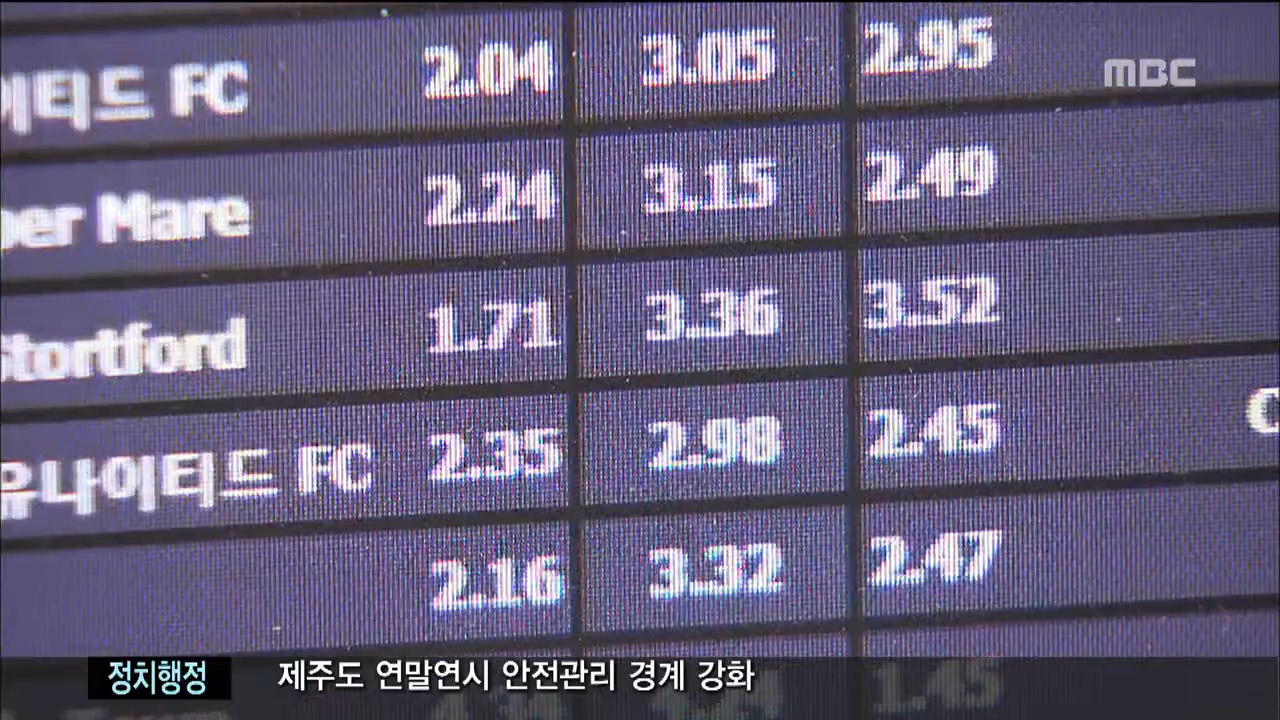 MBC
이티드 FC 2.04 3.05 2.95
per Mare 2.24 3.15 2.49
Stortford 1.71 3.36 3.52
유나이티드 FC 2.35 2.98 2.45
2.16 3.32 2.47
1.45
정치행정 제주도 연말연시 안전관리 경계 강화